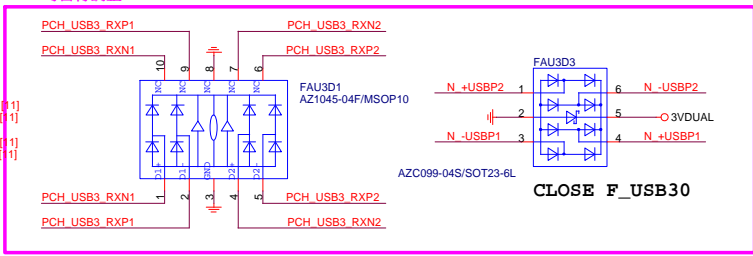 PCH_USB3_RXP1
PCH_USB3_RXN2
PCH_USB3_RXN1
PCH_USB3_RXP2
10
9
8
7
6
NC
NC
NC
NC
FAU3D1
AZ1045-04F/MSOP10
D1+
D1-
GND
D2+
D2-
1
2
3
4
5
PCH_USB3_RXN1
PCH_USB3_RXP2
PCH_USB3_RXP1
PCH_USB3_RXN2
FAU3D3
N_+USBP2
1
6
N_-USBP2
2
5
3VDUAL
N_-USBP1
3
4
N_+USBP1
AZC099-04S/SOT23-6L
CLOSE F_USB30